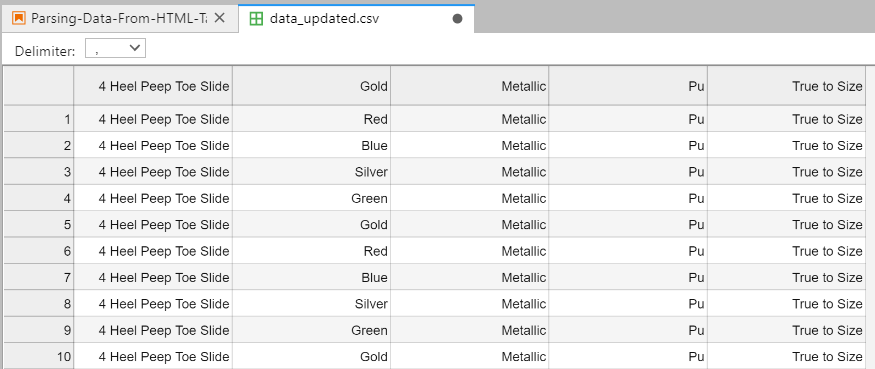 Parsing-Data-From-HTML-Ta data_updated.csv
Delimiter: ,
4 Heel Peep Toe Slide Gold Metallic Pu True to Size
1 4 Heel Peep Toe Slide Red Metallic Pu True to Size
2 4 Heel Peep Toe Slide Blue Metallic Pu True to Size
3 4 Heel Peep Toe Slide Silver Metallic Pu True to Size
4 4 Heel Peep Toe Slide Green Metallic Pu True to Size
5 4 Heel Peep Toe Slide Gold Metallic Pu True to Size
6 4 Heel Peep Toe Slide Red Metallic Pu True to Size
7 4 Heel Peep Toe Slide Blue Metallic Pu True to Size
8 4 Heel Peep Toe Slide Silver Metallic Pu True to Size
9 4 Heel Peep Toe Slide Green Metallic Pu True to Size
10 4 Heel Peep Toe Slide Gold Metallic Pu True to Size